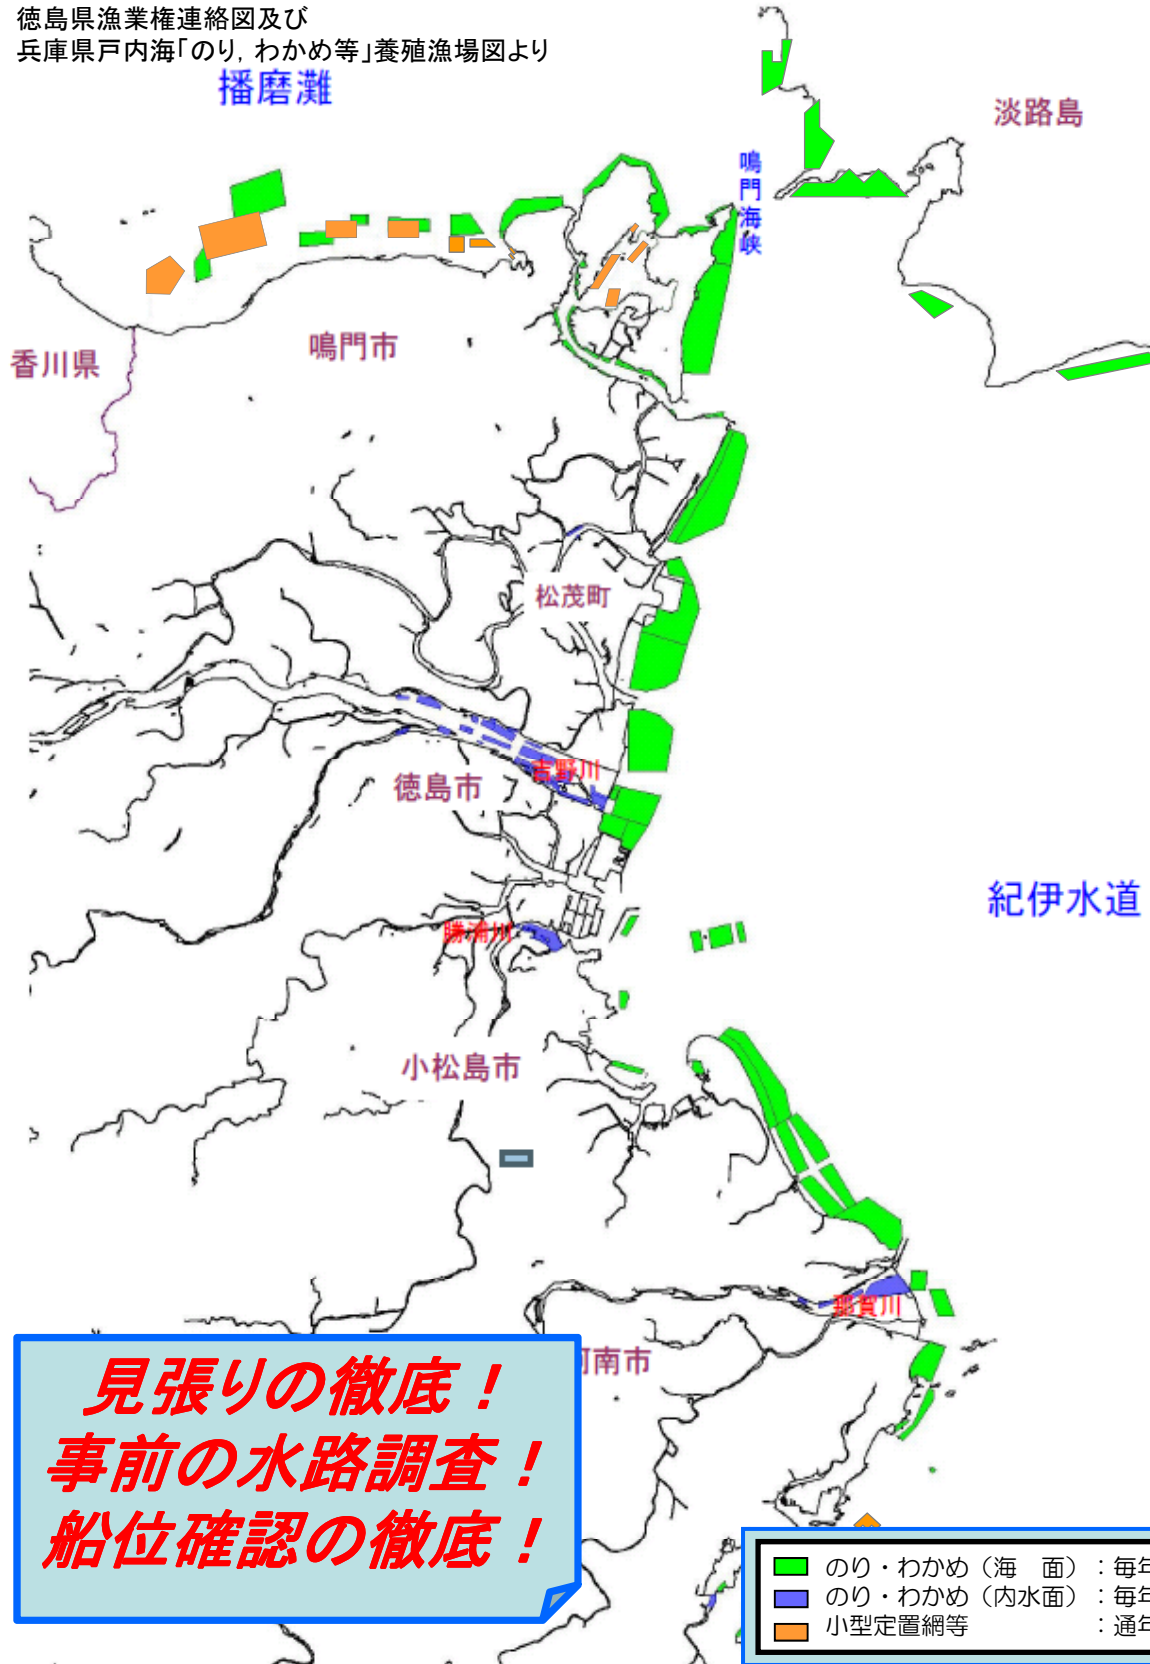 徳島県漁業権連絡図及び
兵庫県戸内海「のり, わかめ等」養殖漁場図より
播磨灘
淡路島
鳴門海峡
香川県
鳴門市
松茂町
吉野川
徳島市
紀伊水道
勝浦川
小松島市
那賀川
南市
見張りの徹底！
事前の水路調査！
船位確認の徹底！
のり・わかめ（海　面）：毎年
のり・わかめ（内水面）：毎年
小型定置網等　　　　　：通年